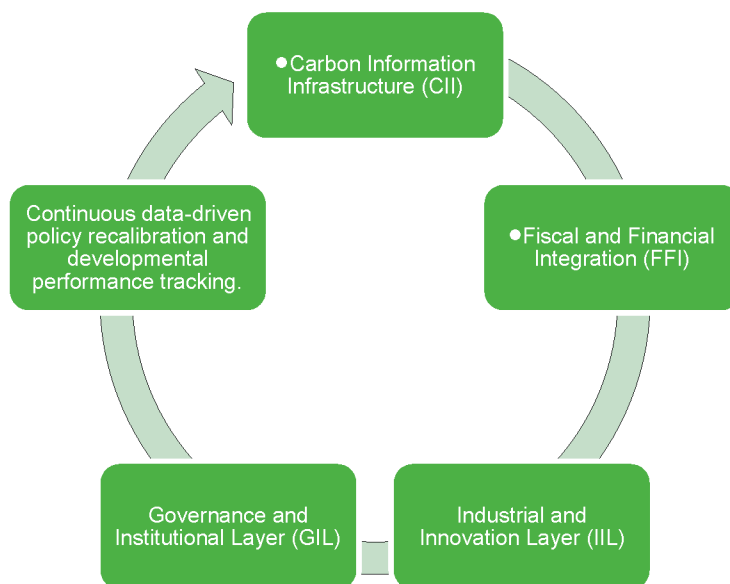 ●Carbon Information
Infrastructure (CII)
●Fiscal and Financial
Integration (FFI)
Industrial and
Innovation Layer (IIL)
Governance and
Institutional Layer (GIL)
Continuous data-driven
policy recalibration and
developmental
performance tracking.